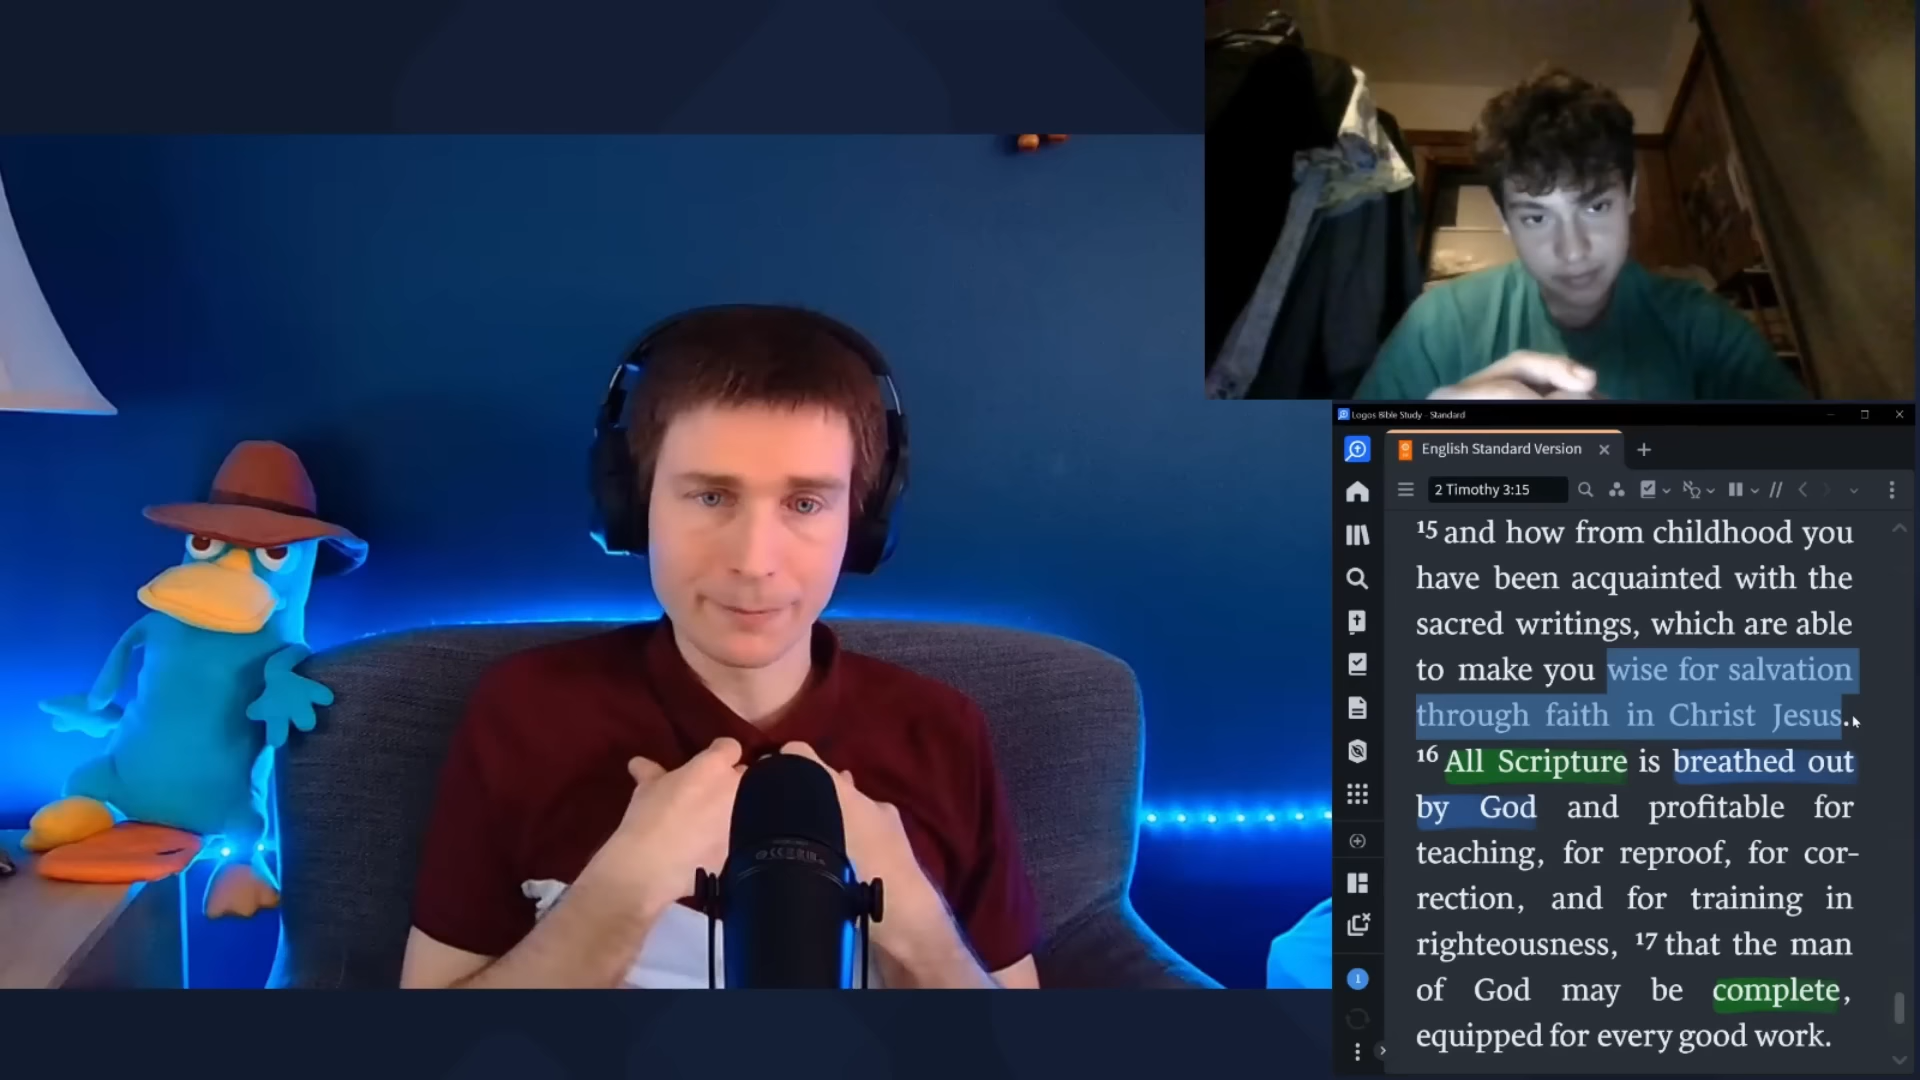 Logos Bible Study - Standard
English Standard Version
2 Timothy 3:15
15 and how from childhood you
have been acquainted with the
sacred writings, which are able
to make you wise for salvation
through faith in Christ Jesus.
16 All Scripture is breathed out
by God and profitable for
teaching, for reproof, for cor-
rection, and for training in
righteousness, 17 that the man
of God may be complete,
equipped for every good work.
1